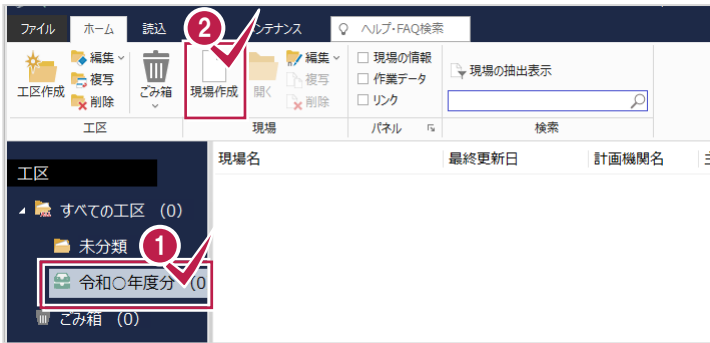 ファイル ホーム 読込 ンテナンス ヘルプ・FAQ検索
2
工区作成 編集 複写 削除 ごみ箱 現場作成 開く 編集 複写 削除 現場の情報 作業データ リンク 現場の抽出表示
工区 現場 パネル 検索
工区 現場名 最終更新日 計画機関名
すべての工区 (0)
未分類
1
令和○年度分 (0
ごみ箱 (0)